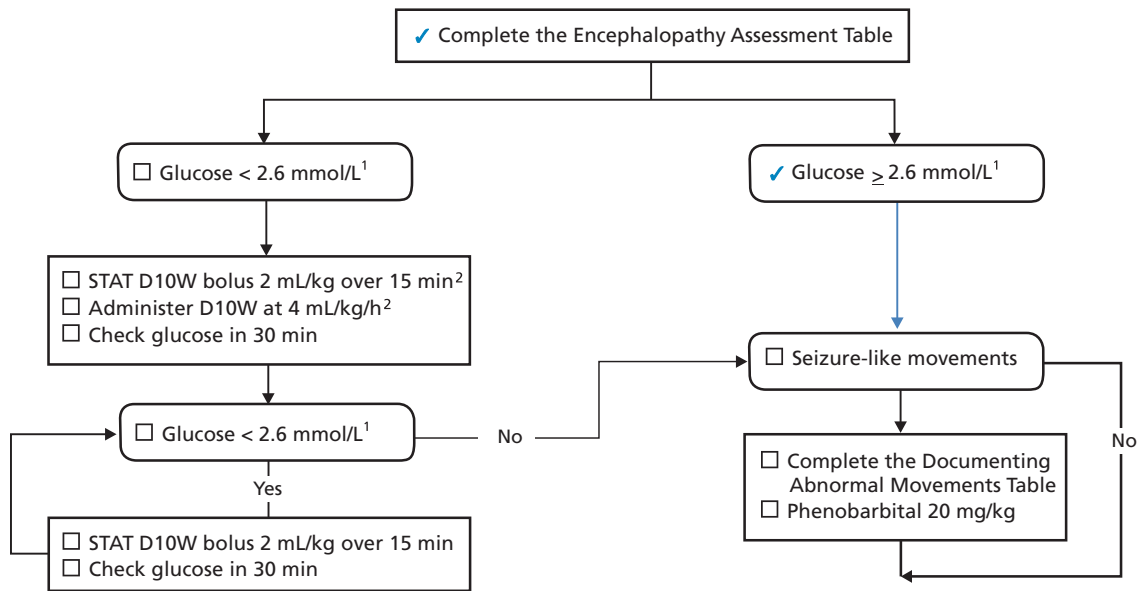 ✓ Complete the Encephalopathy Assessment Table
☐ Glucose < 2.6 mmol/L¹
✓ Glucose ≥ 2.6 mmol/L¹
☐ STAT D10W bolus 2 mL/kg over 15 min²
☐ Administer D10W at 4 mL/kg/h²
☐ Check glucose in 30 min
☐ Seizure-like movements
☐ Glucose < 2.6 mmol/L¹
No
No
☐ Complete the Documenting
Abnormal Movements Table
☐ Phenobarbital 20 mg/kg
Yes
☐ STAT D10W bolus 2 mL/kg over 15 min
☐ Check glucose in 30 min